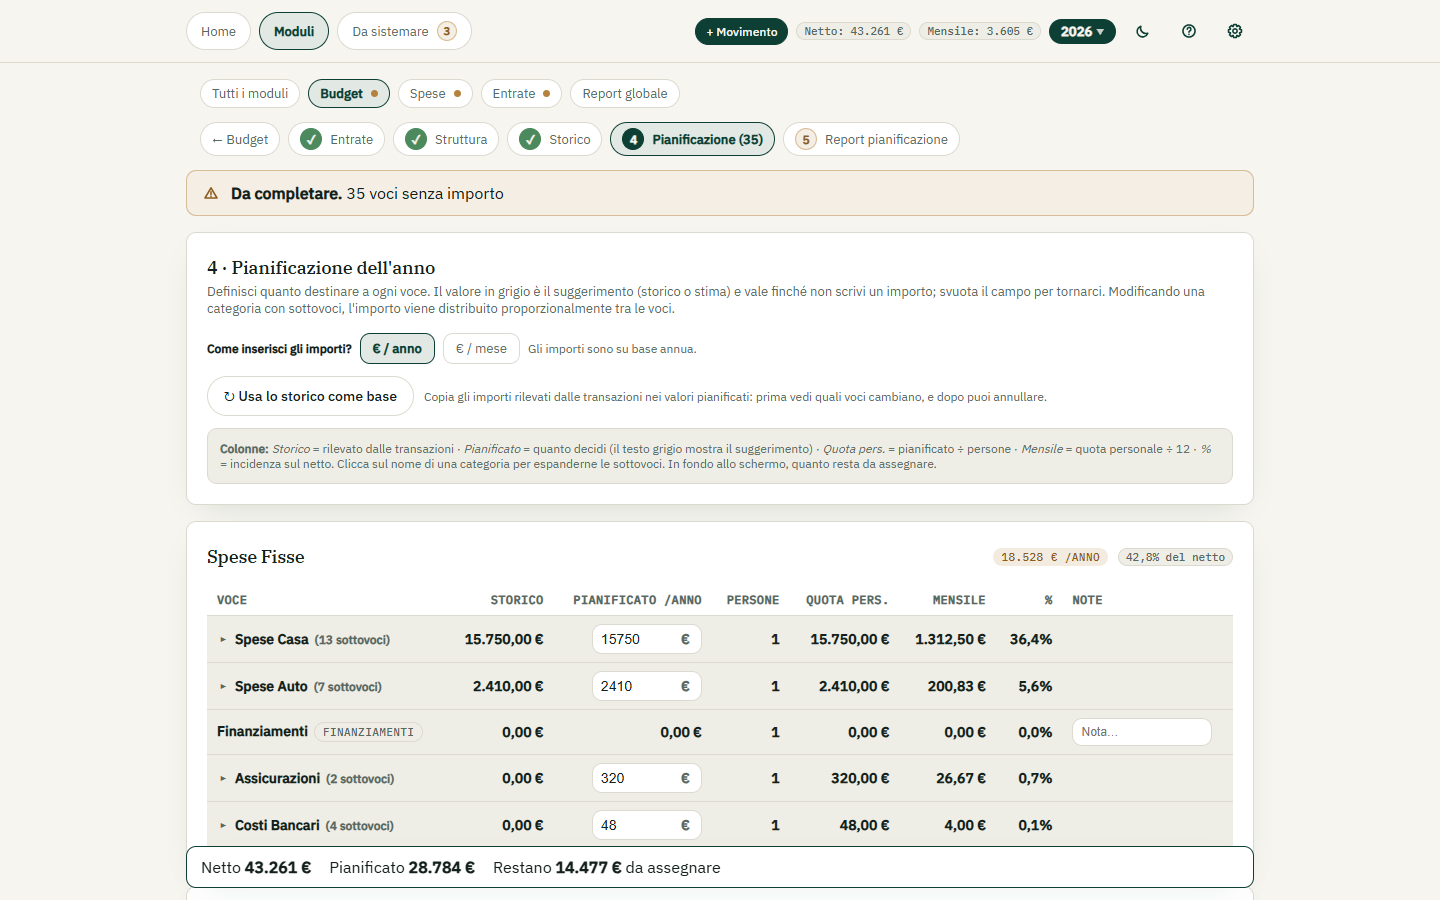 Home
Moduli
Da sistemare 3
+ Movimento
Netto: 43.261 €
Mensile: 3.605 €
2026 ▾
Tutti i moduli
Budget
Spese
Entrate
Report globale
← Budget
✓ Entrate
✓ Struttura
✓ Storico
4 Pianificazione (35)
5 Report pianificazione
⚠ Da completare. 35 voci senza importo
4 · Pianificazione dell'anno
Definisci quanto destinare a ogni voce. Il valore in grigio è il suggerimento (storico o stima) e vale finché non scrivi un importo; svuota il campo per tornarci. Modificando una
categoria con sottovoci, l'importo viene distribuito proporzionalmente tra le voci.
Come inserisci gli importi? € / anno € / mese Gli importi sono su base annua.
↻ Usa lo storico come base Copia gli importi rilevati dalle transazioni nei valori pianificati: prima vedi quali voci cambiano, e dopo puoi annullare.
Colonne: Storico = rilevato dalle transazioni · Pianificato = quanto decidi (il testo grigio mostra il suggerimento) · Quota pers. = pianificato ÷ persone · Mensile = quota personale ÷ 12 · %
= incidenza sul netto. Clicca sul nome di una categoria per espanderne le sottovoci. In fondo allo schermo, quanto resta da assegnare.
Spese Fisse 18.528 € /ANNO 42,8% del netto
VOCE STORICO PIANIFICATO /ANNO PERSONE QUOTA PERS. MENSILE % NOTE
▸ Spese Casa (13 sottovoci) 15.750,00 € 15750 € 1 15.750,00 € 1.312,50 € 36,4%
▸ Spese Auto (7 sottovoci) 2.410,00 € 2410 € 1 2.410,00 € 200,83 € 5,6%
Finanziamenti FINANZIAMENTI 0,00 € 0,00 € 1 0,00 € 0,00 € 0,0% Nota...
▸ Assicurazioni (2 sottovoci) 0,00 € 320 € 1 320,00 € 26,67 € 0,7%
▸ Costi Bancari (4 sottovoci) 0,00 € 48 € 1 48,00 € 4,00 € 0,1%
Netto 43.261 € Pianificato 28.784 € Restano 14.477 € da assegnare